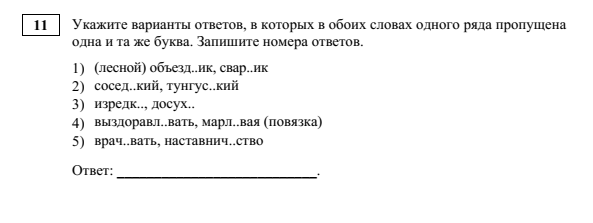 11
Укажите варианты ответов, в которых в обоих словах одного ряда пропущена
одна и та же буква. Запишите номера ответов.
1) (лесной) объезд..ик, свар..ик
2) сосед..кий, тунгус..кий
3) изредк.., досух..
4) выздоравл..вать, марл..вая (повязка)
5) врач..вать, наставнич..ство
Ответ: ___________________________.